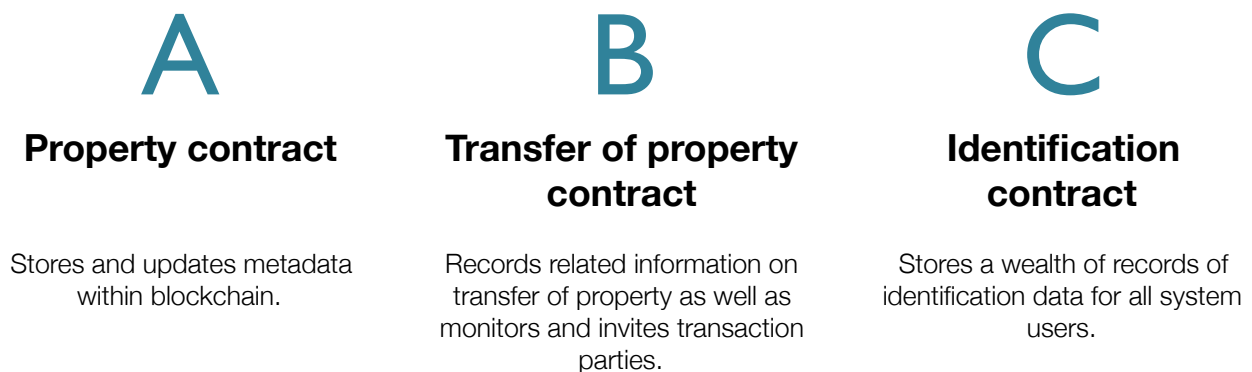 A
Property contract
Stores and updates metadada
within blockchain.
B
Transfer of property
contract
Records related information on
transfer of property as well as
monitors and invites transaction
parties.
C
Identification
contract
Stores a wealth of records of
identification data for all system
users.